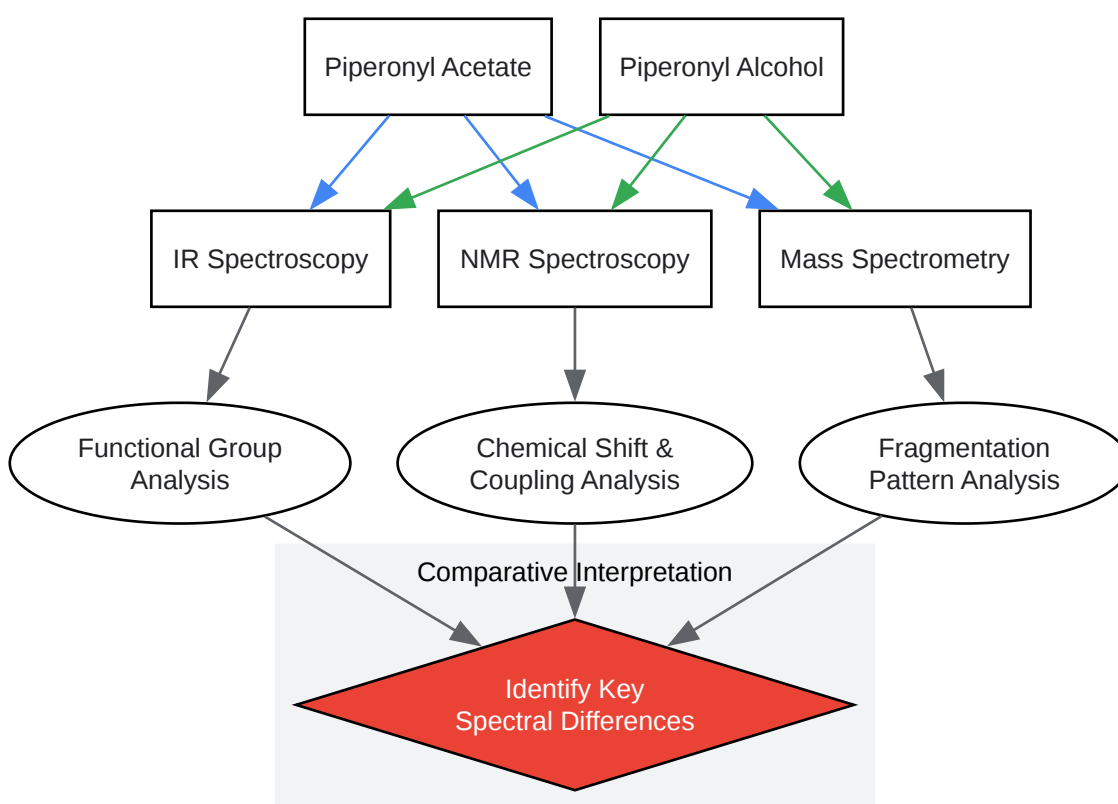 Piperonyl Acetate
Piperonyl Alcohol
IR Spectroscopy
NMR Spectroscopy
Mass Spectrometry
Functional Group
Analysis
Chemical Shift &
Coupling Analysis
Fragmentation
Pattern Analysis
Comparative Interpretation
Identify Key
Spectral Differences